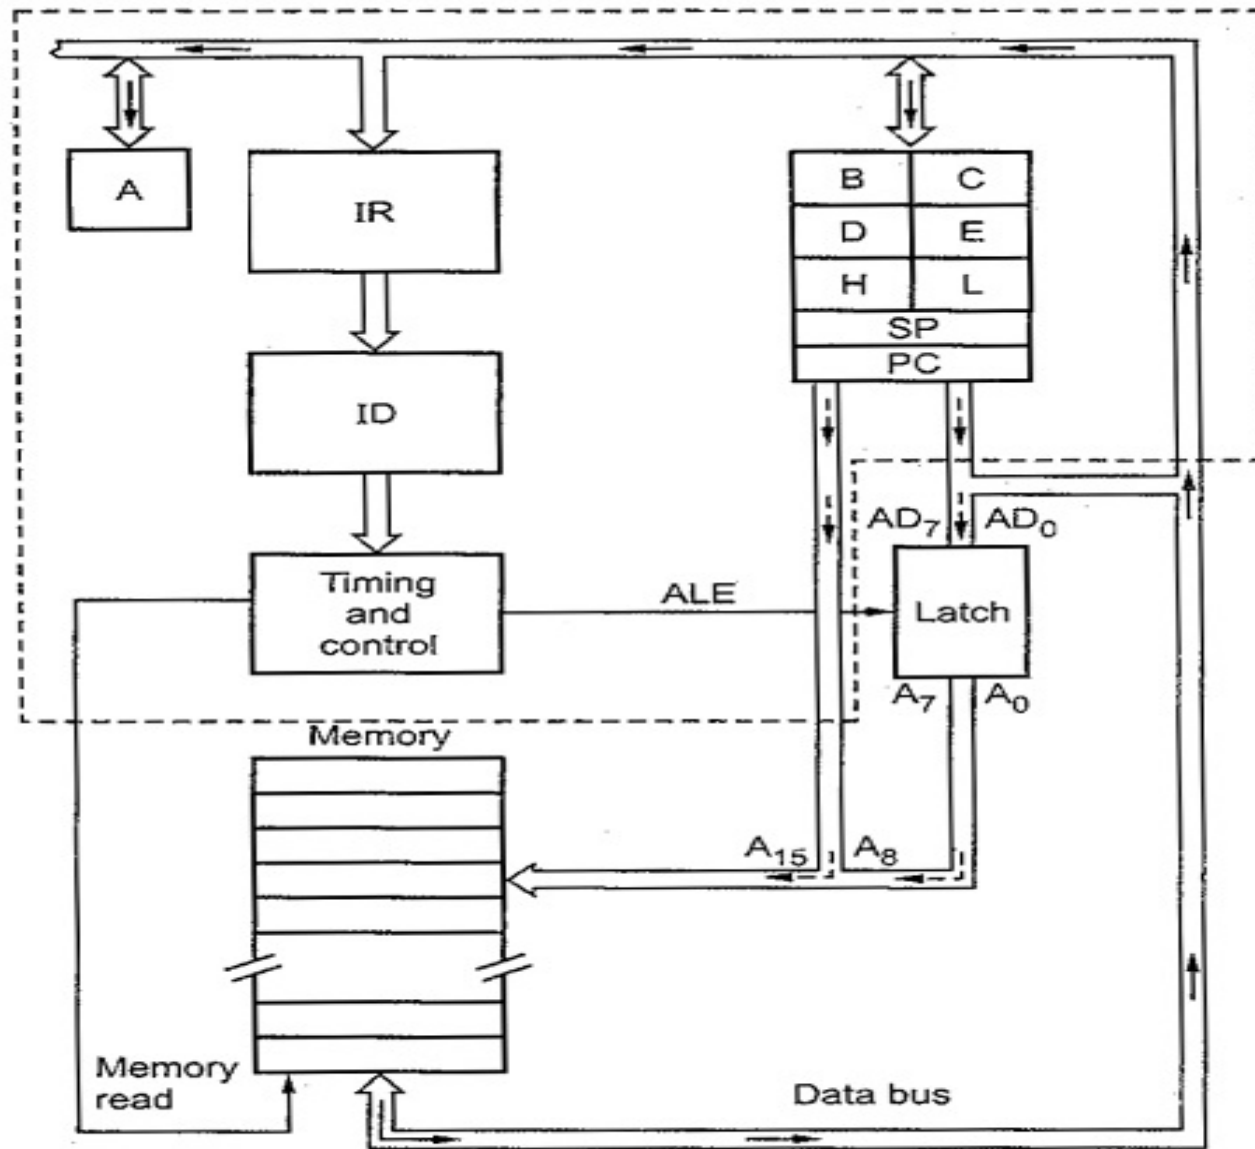 A
IR
B
C
D
E
H
L
SP
PC
ID
AD7
AD0
Timing
and
control
ALE
Latch
A7
A0
Memory
A15
A8
Memory
read
Data bus